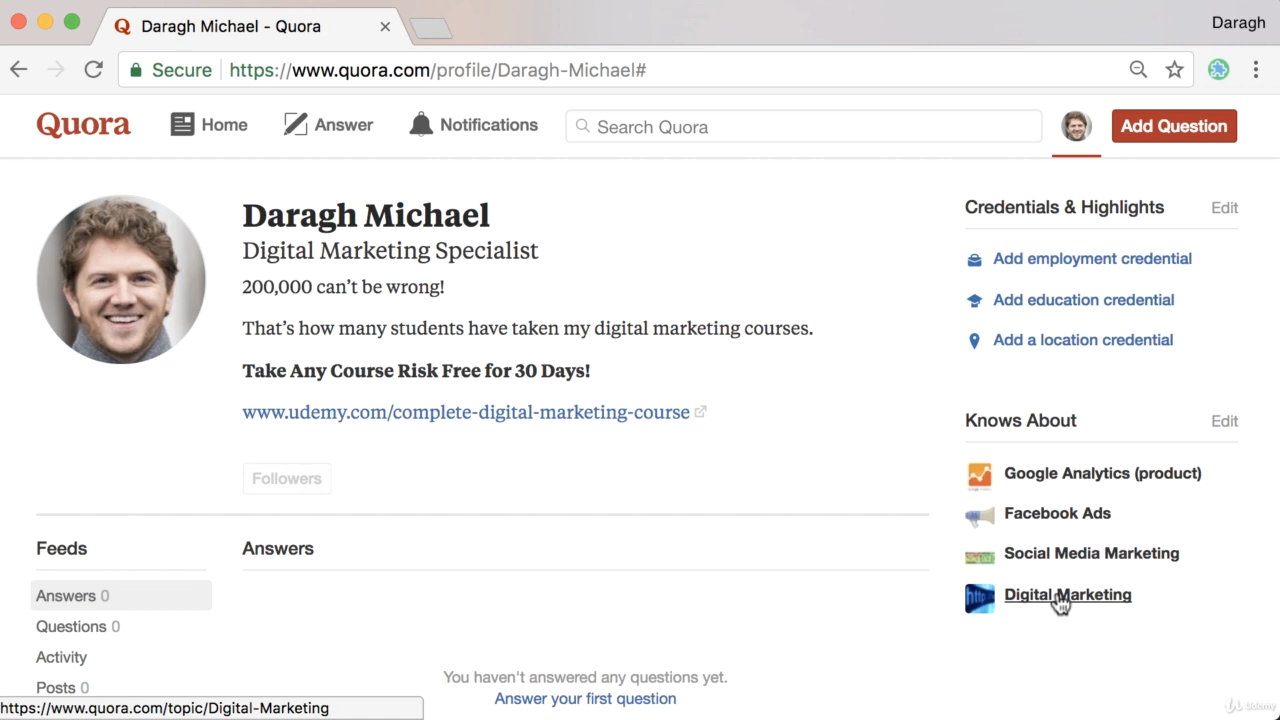 Daragh Michael - Quora
Daragh
Secure https://www.quora.com/profile/Daragh-Michael#
Quora Home Answer Notifications Search Quora Add Question
Daragh Michael
Digital Marketing Specialist
200,000 can’t be wrong!
That’s how many students have taken my digital marketing courses.
Take Any Course Risk Free for 30 Days!
www.udemy.com/complete-digital-marketing-course
Followers
Credentials & Highlights Edit
Add employment credential
Add education credential
Add a location credential
Knows About Edit
Google Analytics (product)
Facebook Ads
Social Media Marketing
http
Digital Marketing
Feeds
Answers 0
Questions 0
Activity
Posts 0
Answers
You haven't answered any questions yet.
Answer your first question
https://www.quora.com/topic/Digital-Marketing
Udemy